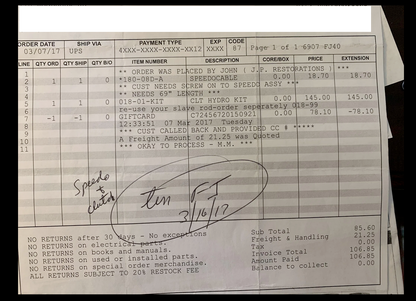 ORDER DATE SHIP VIA PAYMENT TYPE EXP CODE
03/07/17 UPS 4XXX-XXXX-XXXX-XX12 XXXX 87 Page 1 of 1 6907 FJ40
LINE QTY ORD QTY SHIP QTY B/O ITEM NUMBER DESCRIPTION CORE/BOX PRICE EXTENSION
1 ** ORDER WAS PLACED BY JOHN ( J.P. RESTORATIONS ) ***
2 1 1 0 *180-08D-A SPEEDOCABLE 0.00 18.70 18.70
3 ** CUST NEEDS SCREW ON TO SPEEDO ASSY ***
4 ** NEEDS 69" LENGTH ***
5 1 1 0 018-01-KIT CLT HYDRO KIT 0.00 145.00 145.00
6 re-use your slave rod-order seperately 018-99
7 -1 -1 0 GIFTCARD C72456720150921 0.00 78.10 -78.10
8 12:33:51 07 Mar 2017 Tuesday
9 *** CUST CALLED BACK AND PROVIDED CC # *****
10 A Freight Amount of 21.25 was Quoted
11 *** OKAY TO PROCESS - M.M. ***
Speedo
+
clutch
FJ
3/10/17
NO RETURNS after 30 days - No exceptions
NO RETURNS on electrical parts.
NO RETURNS on books and manuals.
NO RETURNS on used or installed parts.
NO RETURNS on special order merchandise.
ALL RETURNS SUBJECT TO 20% RESTOCK FEE
Sub Total 85.60
Freight & Handling 21.25
Tax 0.00
Invoice Total 106.85
Amount Paid 106.85
Balance to collect 0.00